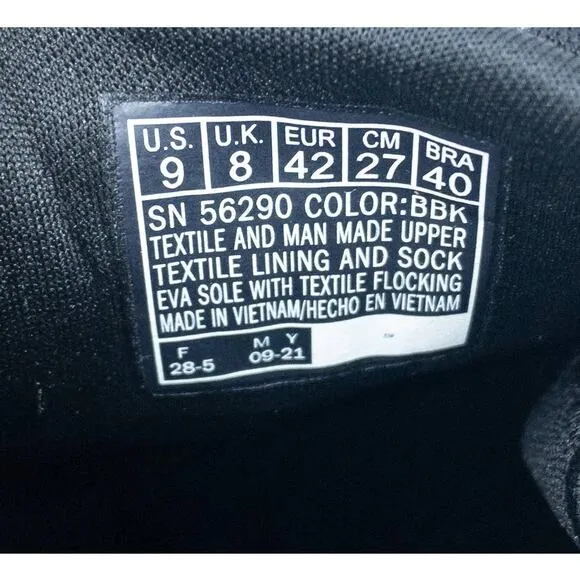 U.S. U.K. EUR CM BRA
9 8 42 27 40
SN 56290 COLOR:BBK
TEXTILE AND MAN MADE UPPER
TEXTILE LINING AND SOCK
EVA SOLE WITH TEXTILE FLOCKING
MADE IN VIETNAM/HECHO EN VIETNAM
F M Y
28-5 09-21